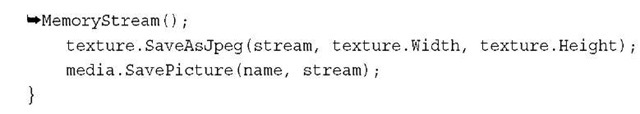 ➥MemoryStream();
    texture.SaveAsJpeg(stream, texture.Width, texture.Height);
    media.SavePicture(name, stream);
}